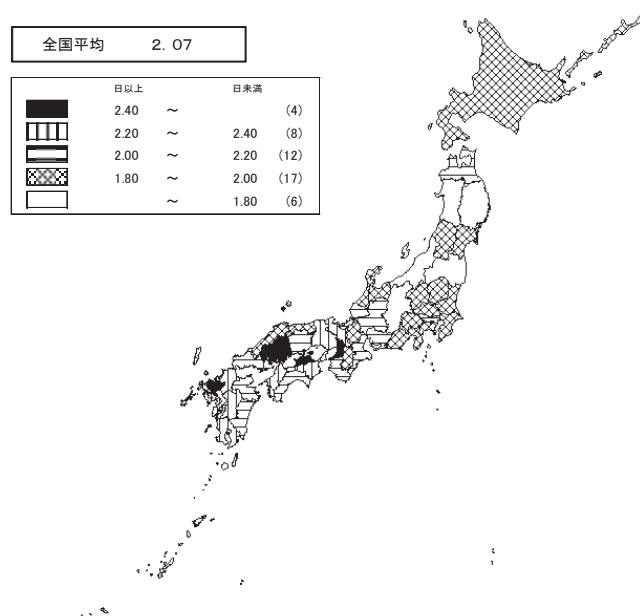 全国平均 2.07
日以上 日未満
2.40 ～ (4)
2.20 ～ 2.40 (8)
2.00 ～ 2.20 (12)
1.80 ～ 2.00 (17)
～ 1.80 (6)